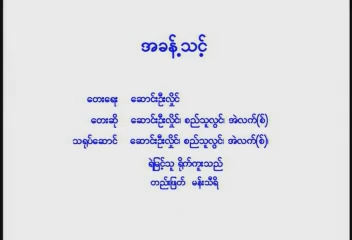 အခန့်သင့်
တေးရေး ဆောင်းဦးလှိုင်
တေးဆို ဆောင်းဦးလှိုင်၊ စည်သူလွင်၊ အဲလက်(စ်)
သရုပ်ဆောင် ဆောင်းဦးလှိုင်၊ စည်သူလွင်၊ အဲလက်(စ်)
ရဲမြင့်သူ ရိုက်ကူးသည်
တည်းဖြတ် မန်းသီရိ